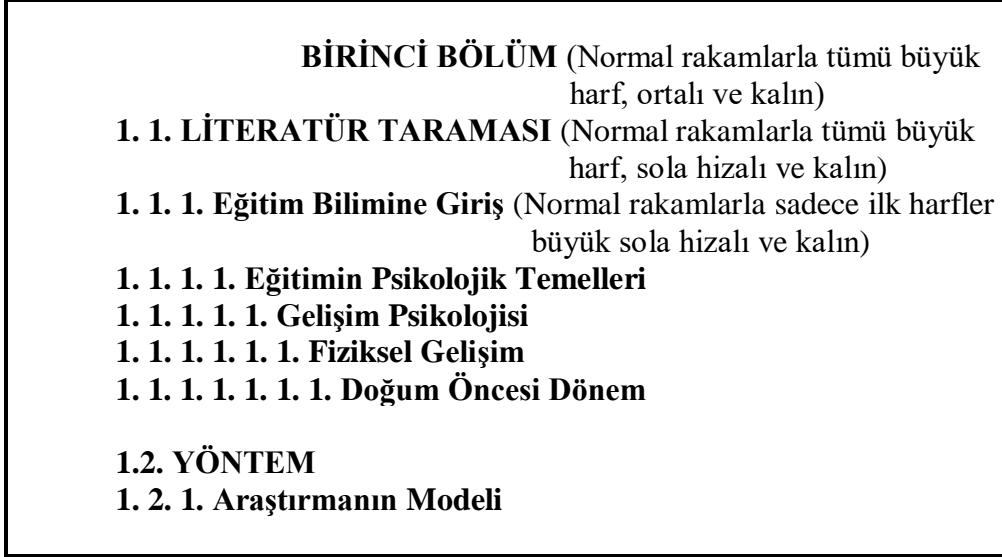 BİRİNCİ BÖLÜM (Normal rakamlarla tümü büyük
harf, ortalı ve kalın)
1. 1. LİTERATÜR TARAMASI (Normal rakamlarla tümü büyük
harf, sola hizalı ve kalın)
1. 1. 1. Eğitim Bilimine Giriş (Normal rakamlarla sadece ilk harfler
büyük sola hizalı ve kalın)
1. 1. 1. 1. Eğitimin Psikolojik Temelleri
1. 1. 1. 1. 1. Gelişim Psikolojisi
1. 1. 1. 1. 1. 1. Fiziksel Gelişim
1. 1. 1. 1. 1. 1. 1. Doğum Öncesi Dönem
1.2. YÖNTEM
1. 2. 1. Araştırmanın Modeli